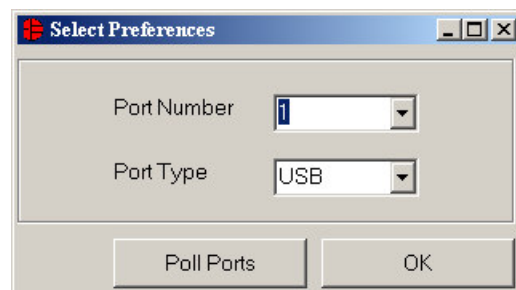 Select Preferences
Port Number 1
Port Type USB
Poll Ports OK